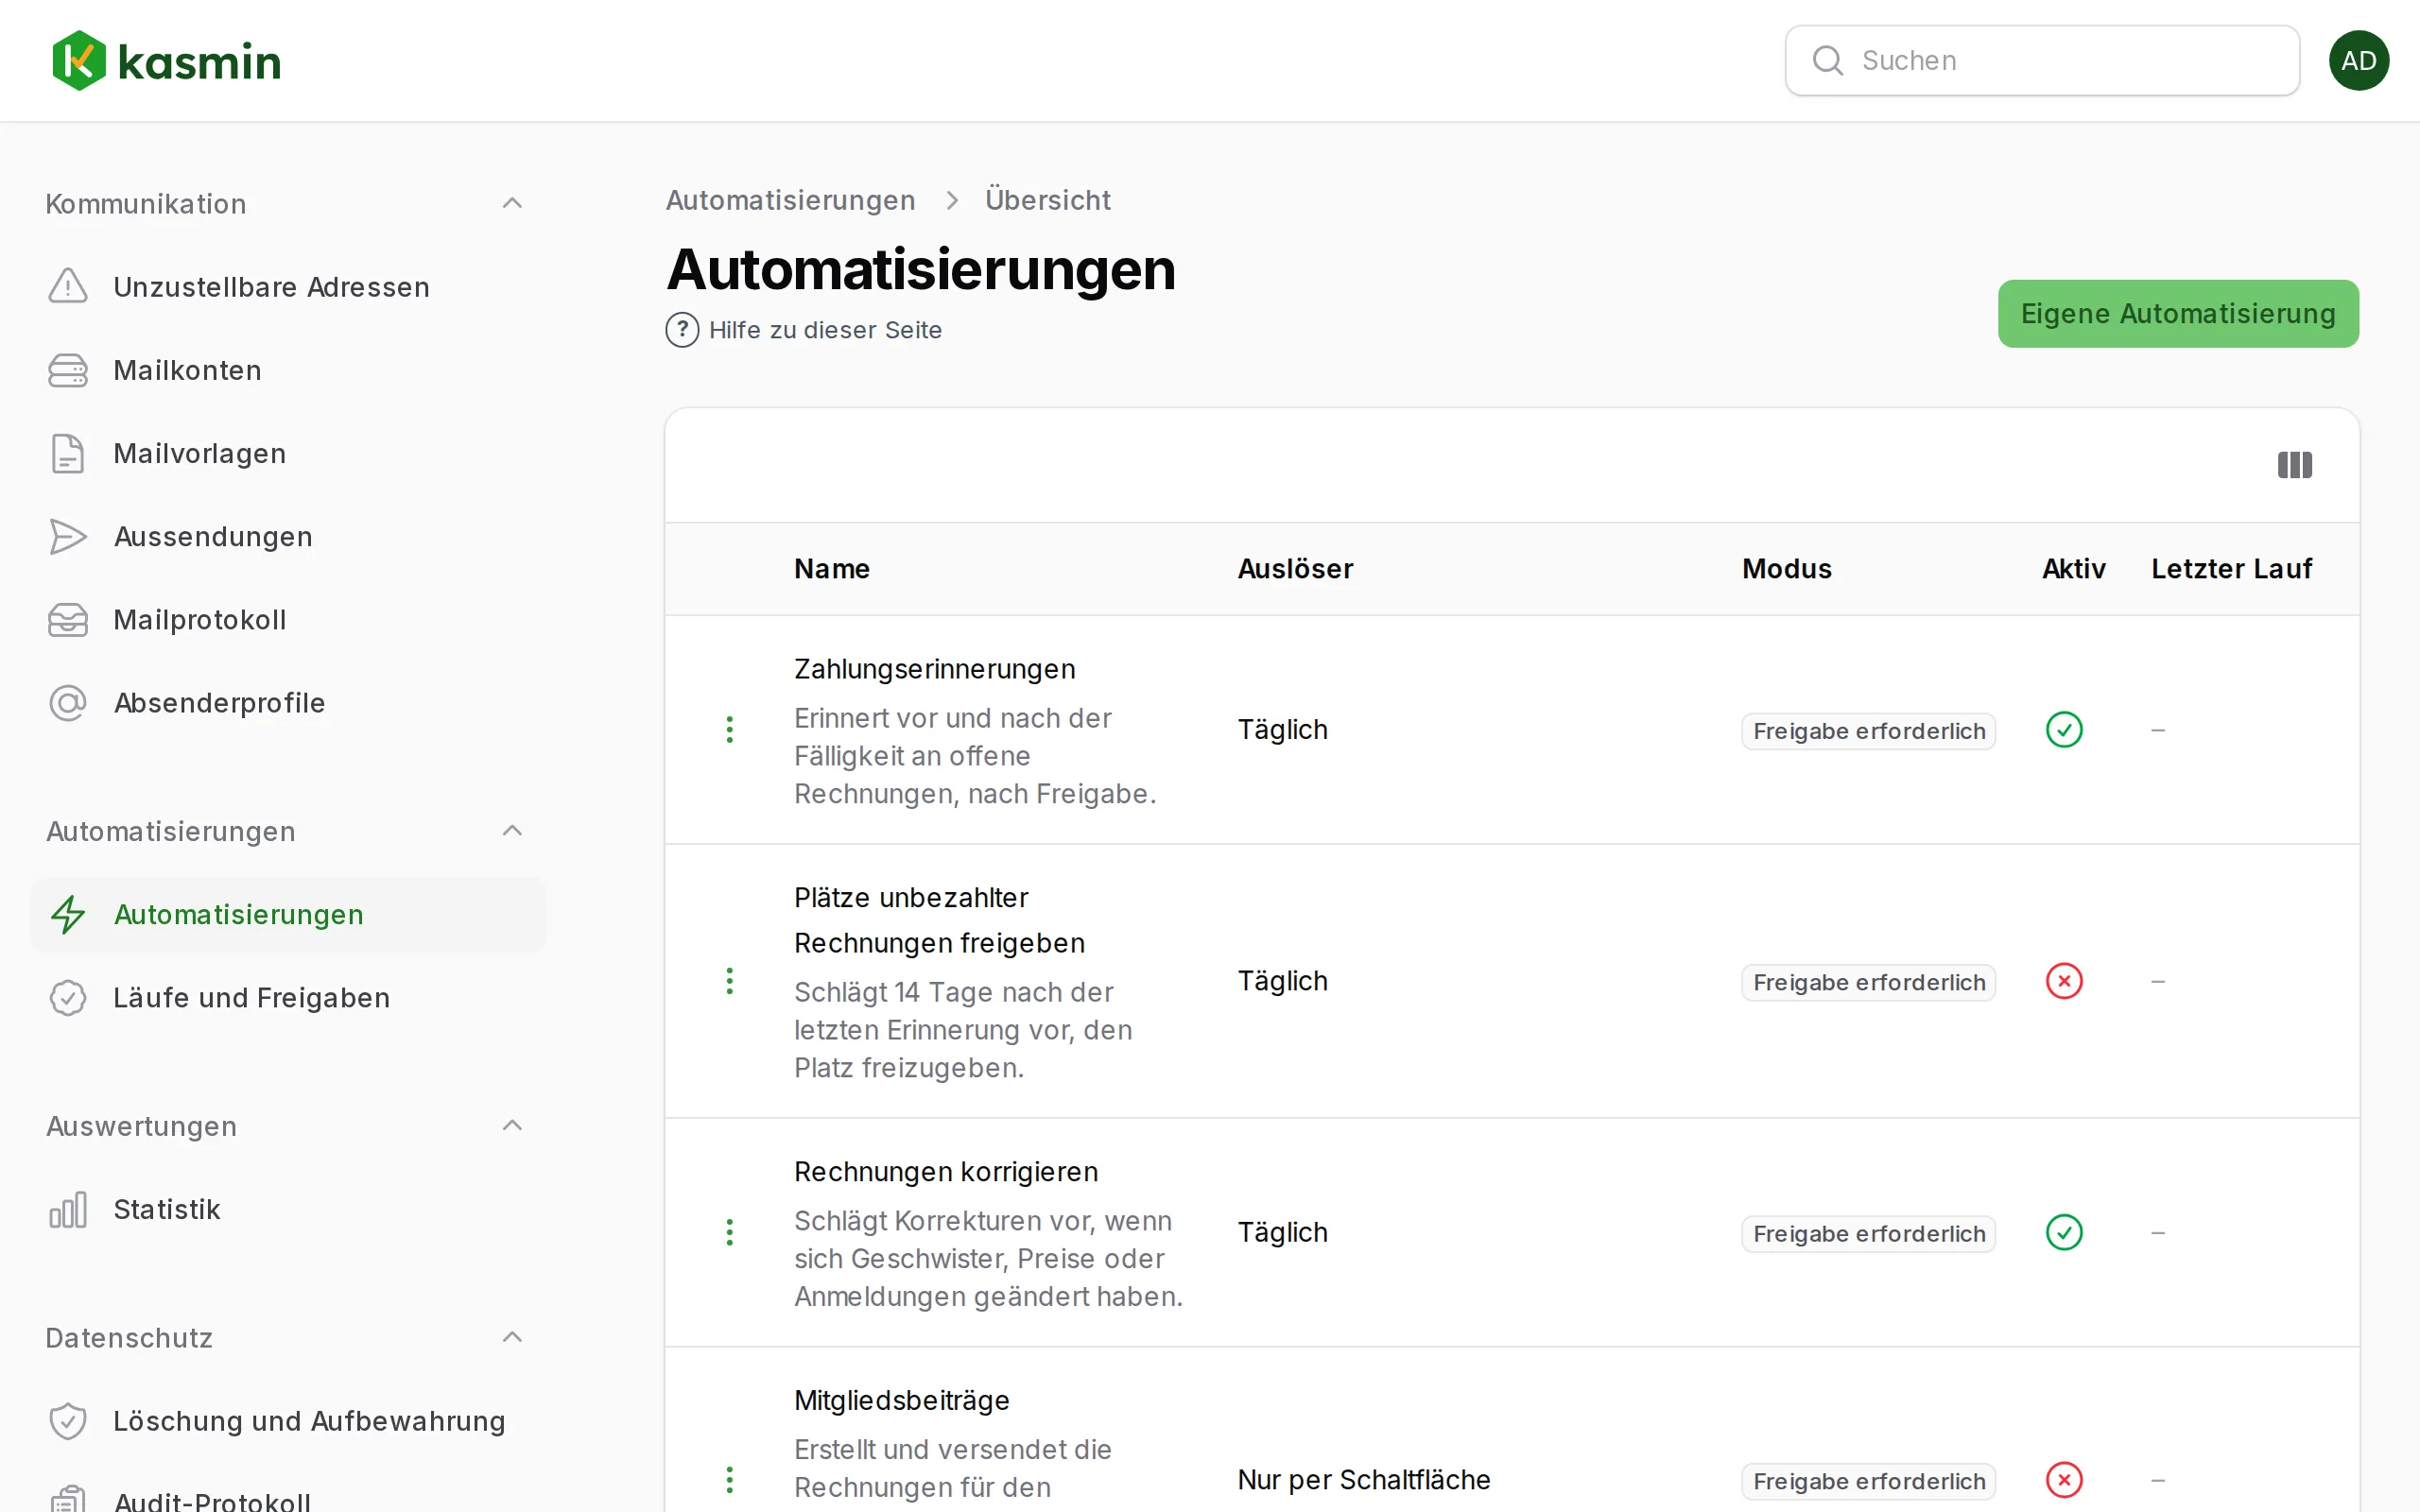 kasmin
Suchen
AD
Kommunikation
Unzustellbare Adressen
Mailkonten
Mailvorlagen
Aussendungen
Mailprotokoll
Absenderprofile
Automatisierungen
Automatisierungen
Läufe und Freigaben
Auswertungen
Statistik
Datenschutz
Löschung und Aufbewahrung
Audit-Protokoll
Automatisierungen > Übersicht
Automatisierungen
? Hilfe zu dieser Seite
Eigene Automatisierung
Name Auslöser Modus Aktiv Letzter Lauf
Zahlungserinnerungen
Erinnert vor und nach der
Fälligkeit an offene
Rechnungen, nach Freigabe.
Täglich
Freigabe erforderlich
–
Plätze unbezahlter
Rechnungen freigeben
Schlägt 14 Tage nach der
letzten Erinnerung vor, den
Platz freizugeben.
Täglich
Freigabe erforderlich
–
Rechnungen korrigieren
Schlägt Korrekturen vor, wenn
sich Geschwister, Preise oder
Anmeldungen geändert haben.
Täglich
Freigabe erforderlich
–
Mitgliedsbeiträge
Erstellt und versendet die
Rechnungen für den
Nur per Schaltfläche
Freigabe erforderlich
–